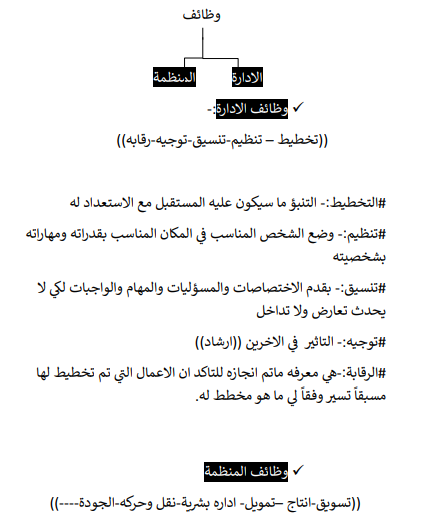 وظائف
الادارة
المنظمة
✓ وظائف الادارة:-
((تخطيط – تنظيم-تنسيق-توجيه-رقابه))
#التخطيط:- التنبؤ ما سيكون عليه المستقبل مع الاستعداد له
#تنظيم:- وضع الشخص المناسب في المكان المناسب بقدراته ومهاراته
بشخصيته
#تنسيق:- بقدم الاختصاصات والمسؤليات والمهام والواجبات لكي لا
يحدث تعارض ولا تداخل
#توجيه:- التاثير في الاخرين ((ارشاد))
#الرقابة:-هي معرفه ماتم انجازه للتاكد ان الاعمال التي تم تخطيط لها
مسبقاً تسير وفقاً لي ما هو مخطط له.
✓ وظائف المنظمة
((تسويق-انتاج –تمويل- اداره بشرية-نقل وحركه-الجودة----))